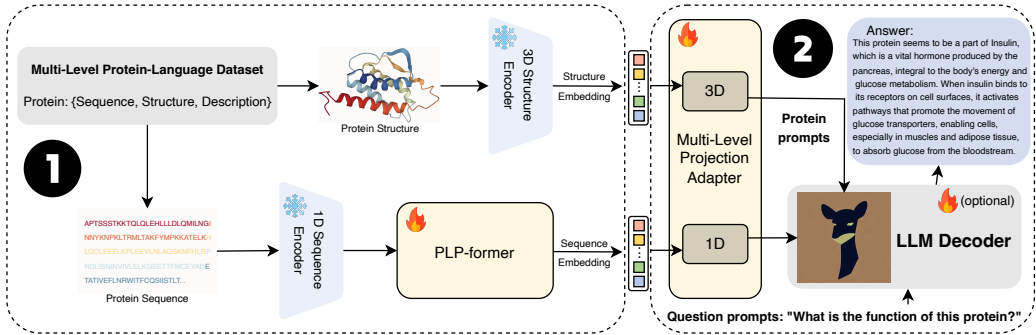 Multi-Level Protein-Language Dataset
Protein: {Sequence, Structure, Description}
1
Protein Structure
3D Structure
Encoder
Structure
Embedding
APTSSSTKKTQLQLEHLLLDLQMILNGI
NNYKNPKLTRMLTAKFYMPKKATELKH
LQCLEEELKPLEEVLNLAQSKNFHLRP
RDLISNINVIVLELKGSETTFMCEYADE
TATIVEFLNRWITFCQSIISTLT...
Protein Sequence
1D Sequence
Encoder
PLP-former
Sequence
Embedding
3D
Multi-Level
Projection
Adapter
1D
2
Protein
prompts
Answer:
This protein seems to be a part of Insulin,
which is a vital hormone produced by the
pancreas, integral to the body's energy and
glucose metabolism. When insulin binds to
its receptors on cell surfaces, it activates
pathways that promote the movement of
glucose transporters, enabling cells,
especially in muscles and adipose tissue,
to absorb glucose from the bloodstream.
(optional)
LLM Decoder
Question prompts: "What is the function of this protein?"